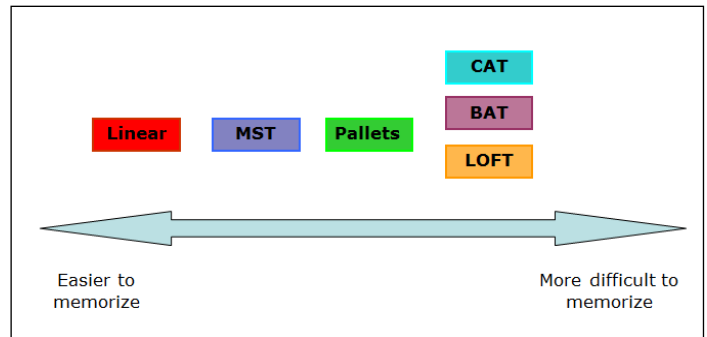 CAT
BAT
Linear MST Pallets
LOFT
Easier to
memorize
More difficult to
memorize